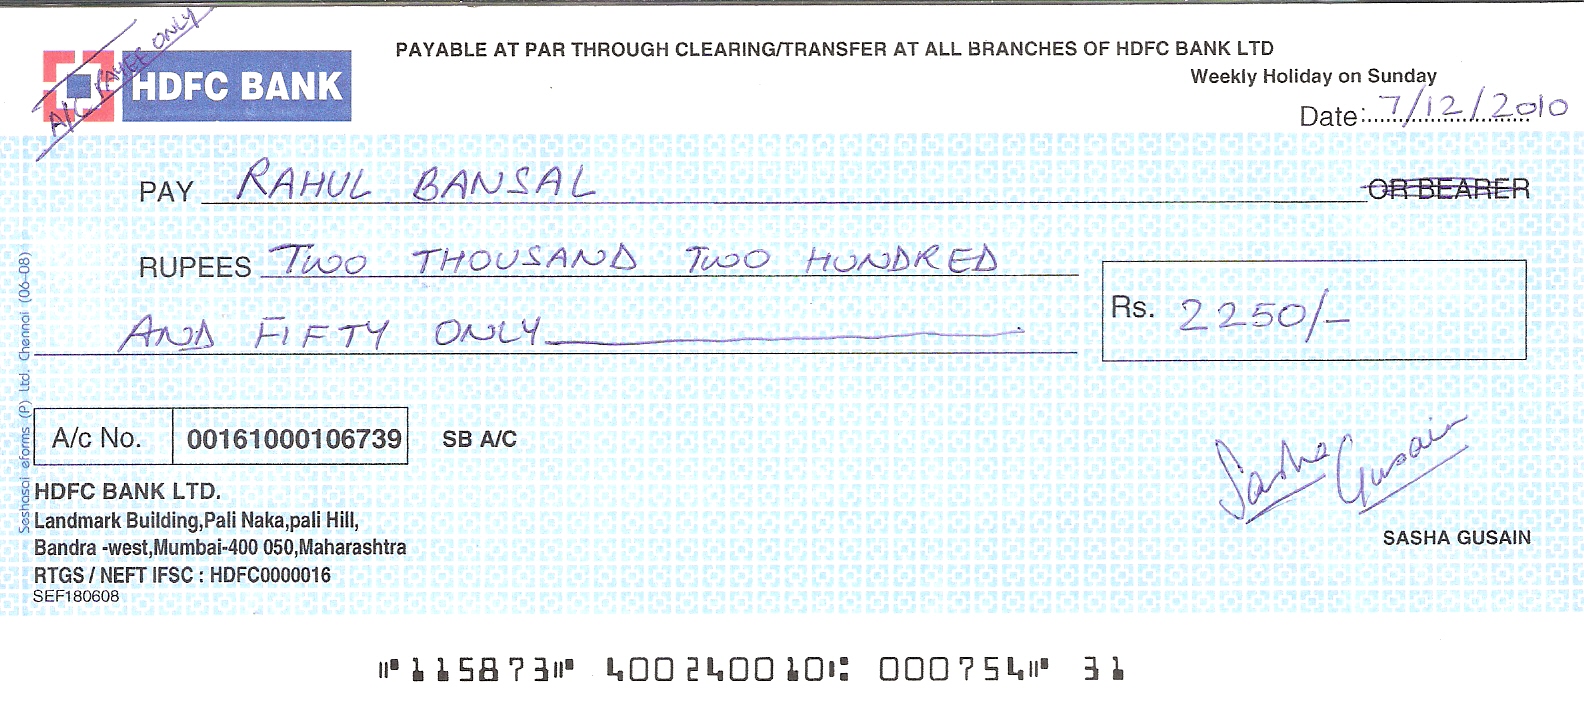 A/C PAYEE ONLY
HDFC BANK
PAYABLE AT PAR THROUGH CLEARING/TRANSFER AT ALL BRANCHES OF HDFC BANK LTD
Weekly Holiday on Sunday
Date: 7/12/2010
PAY RAHUL BANSAL OR BEARER
RUPEES TWO THOUSAND TWO HUNDRED
AND FIFTY ONLY
Rs. 2250/-
A/c No. 00161000106739 SB A/C
HDFC BANK LTD.
Landmark Building,Pali Naka,pali Hill,
Bandra -west,Mumbai-400 050,Maharashtra
RTGS / NEFT IFSC : HDFC0000016
SEF180608
Sasha Gusain
SASHA GUSAIN
Seshasai eforms (P) Ltd. Chennai (06-08)
⑈115873⑈ 400240010⑆ 000754⑈ 31